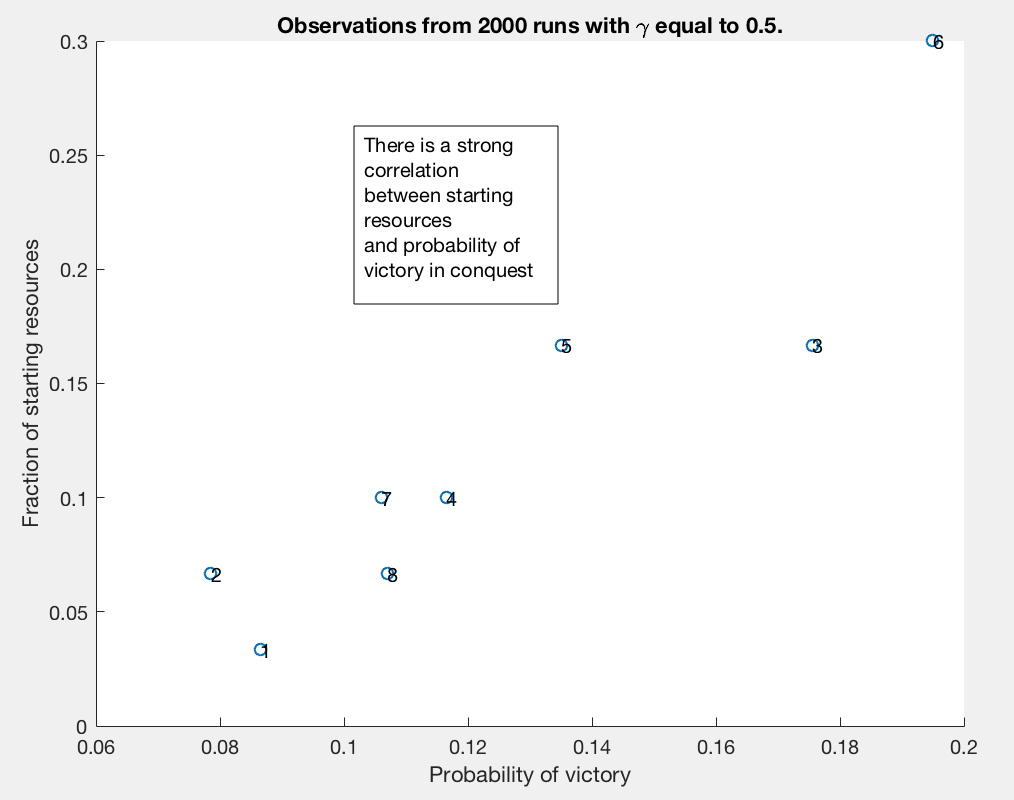 Observations from 2000 runs with γ equal to 0.5.
0.3
6
There is a strong
correlation
between starting
resources
and probability of
victory in conquest
0.25
0.2
5
3
0.15
7
4
0.1
2
8
0.05
1
0
0.06
0.08
0.1
0.12
0.14
0.16
0.18
0.2
Fraction of starting resources
Probability of victory